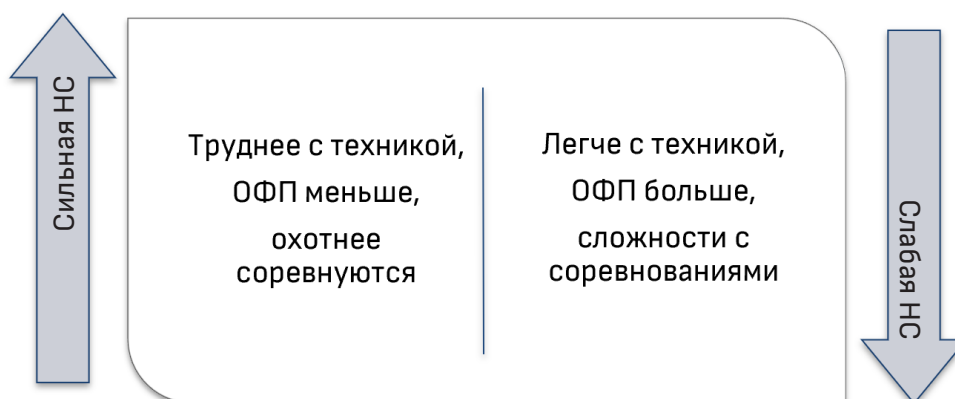 Сильная НС
Труднее с техникой,
ОФП меньше,
охотнее
соревнуются
Легче с техникой,
ОФП больше,
сложности с
соревнованиями
Слабая НС